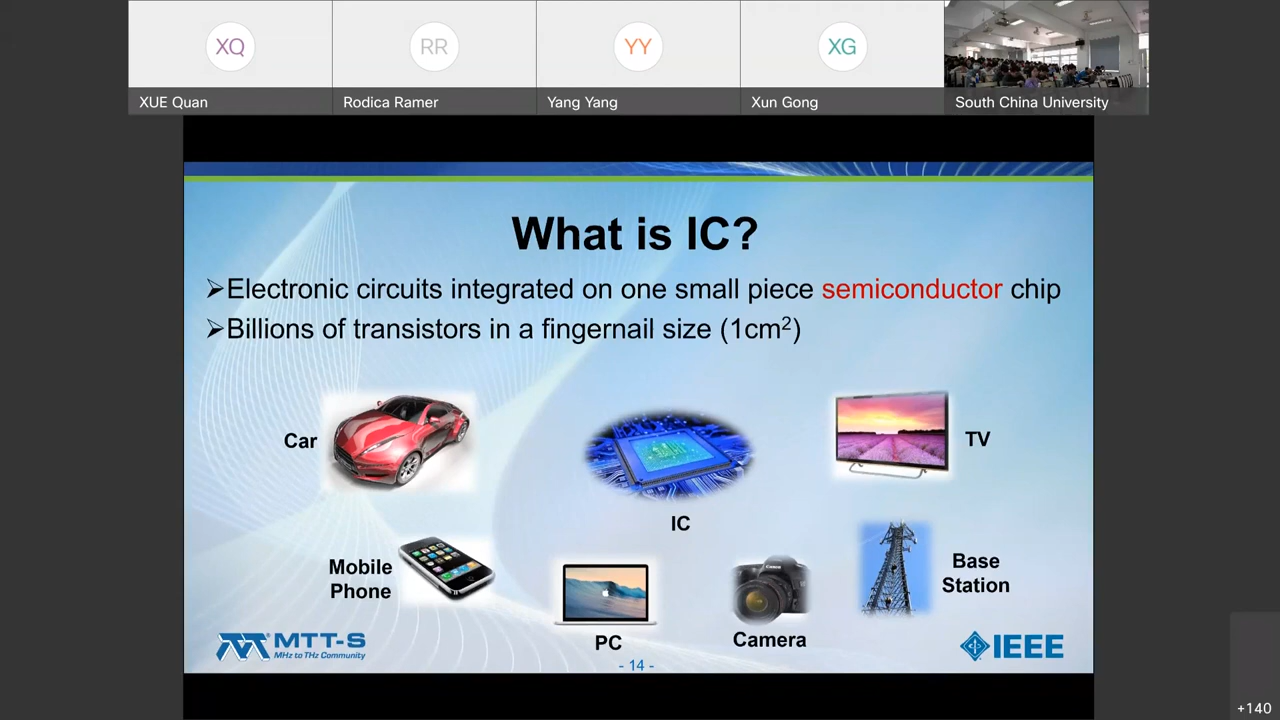 XQ
RR
YY
XG
XUE Quan
Rodica Ramer
Yang Yang
Xun Gong
South China University
What is IC?
➢Electronic circuits integrated on one small piece semiconductor chip
➢Billions of transistors in a fingernail size (1cm²)
Car
TV
IC
Mobile
Phone
Base
Station
PC
Camera
Canon
MTT-S
MHz to THz Community
- 14 -
IEEE
+140